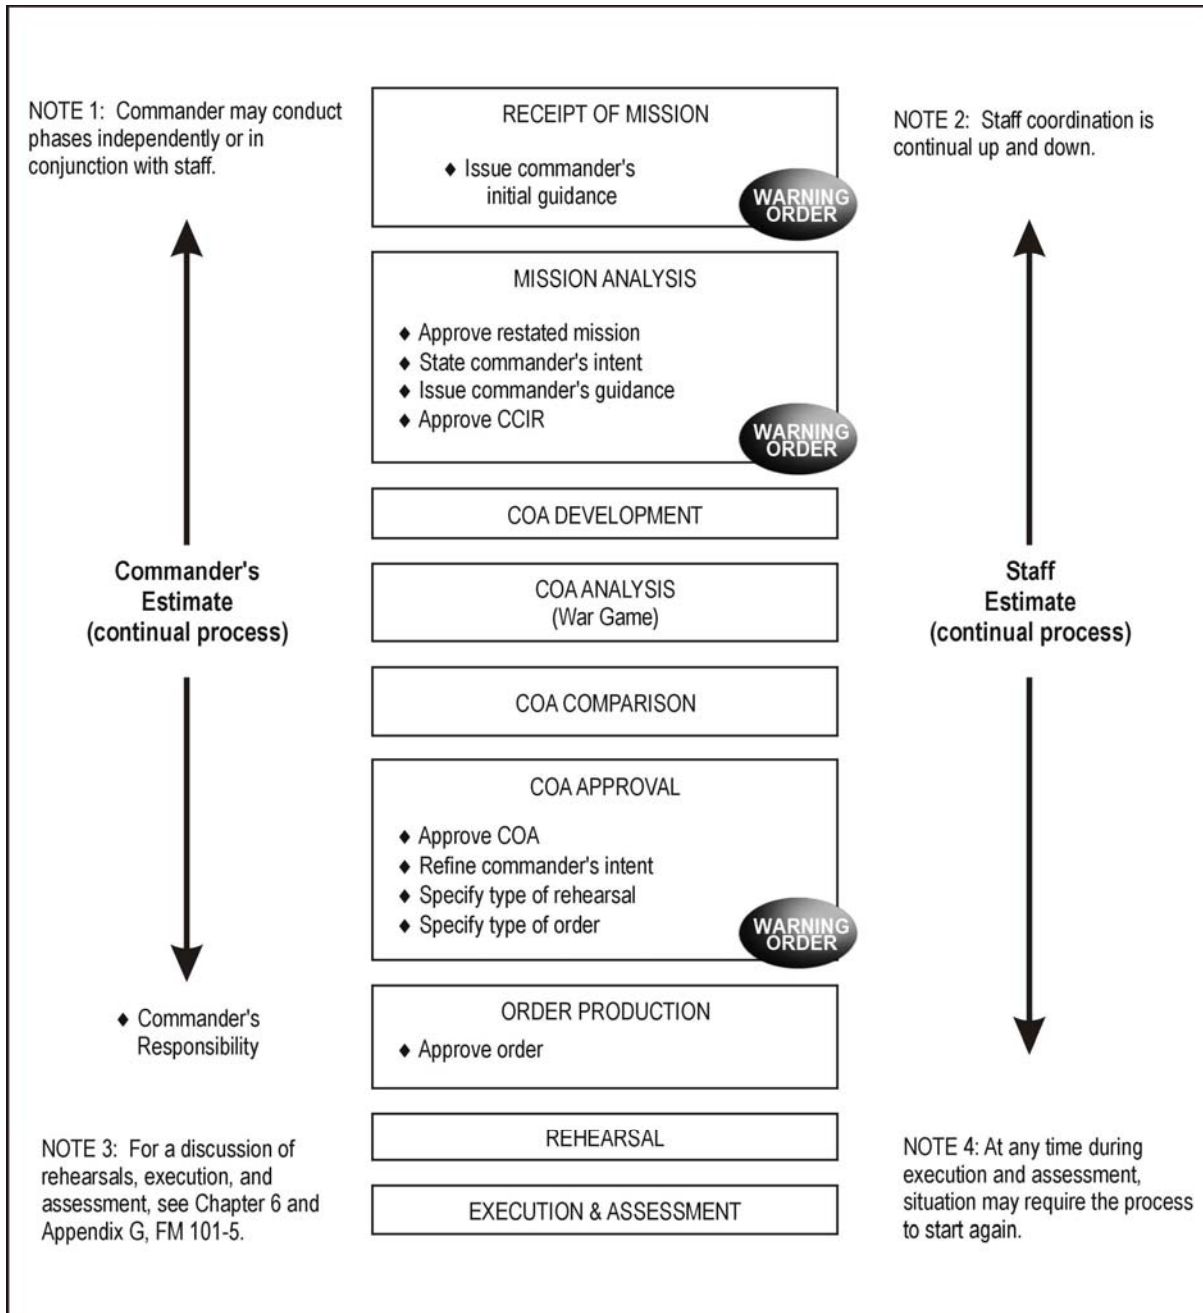 NOTE 1: Commander may conduct
phases independently or in
conjunction with staff.
RECEIPT OF MISSION
♦ Issue commander's
initial guidance
WARNING
ORDER
NOTE 2: Staff coordination is
continual up and down.
MISSION ANALYSIS
♦ Approve restated mission
♦ State commander's intent
♦ Issue commander's guidance
♦ Approve CCIR
WARNING
ORDER
COA DEVELOPMENT
Commander's
Estimate
(continual process)
COA ANALYSIS
(War Game)
Staff
Estimate
(continual process)
COA COMPARISON
COA APPROVAL
♦ Approve COA
♦ Refine commander's intent
♦ Specify type of rehearsal
♦ Specify type of order
WARNING
ORDER
♦ Commander's
Responsibility
ORDER PRODUCTION
♦ Approve order
NOTE 3: For a discussion of
rehearsals, execution, and
assessment, see Chapter 6 and
Appendix G, FM 101-5.
REHEARSAL
EXECUTION & ASSESSMENT
NOTE 4: At any time during
execution and assessment,
situation may require the process
to start again.